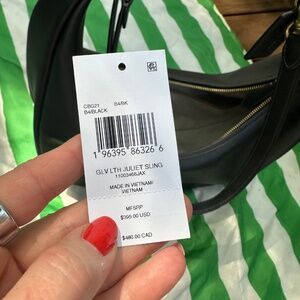 CBG21 B4/BK
B4/BLACK
1 96395 86326 6
GLV LTH JULIET SLING
11003466JAX
MADE IN VIETNAM/
VIETNAM
MFSRP
$395.00 USD
$480.00 CAD